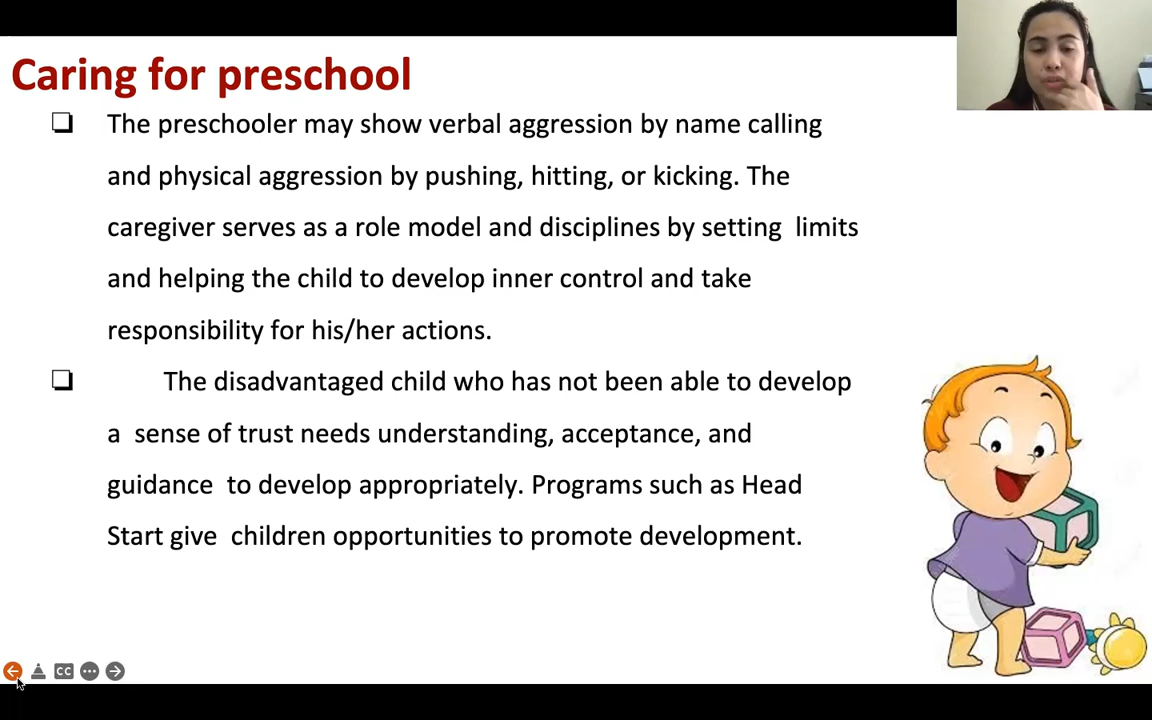 Caring for preschool
The preschooler may show verbal aggression by name calling
and physical aggression by pushing, hitting, or kicking. The
caregiver serves as a role model and disciplines by setting limits
and helping the child to develop inner control and take
responsibility for his/her actions.
The disadvantaged child who has not been able to develop
a sense of trust needs understanding, acceptance, and
guidance to develop appropriately. Programs such as Head
Start give children opportunities to promote development.
CC